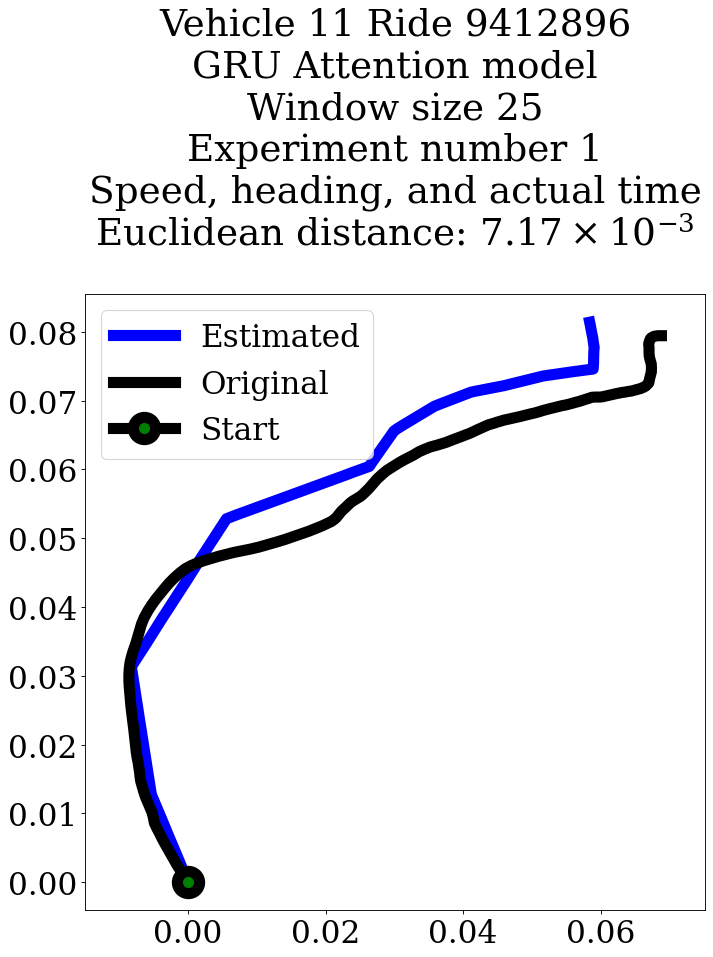 Vehicle 11 Ride 9412896
GRU Attention model
Window size 25
Experiment number 1
Speed, heading, and actual time
Euclidean distance: 7.17 × 10⁻³
Estimated
Original
Start
0.08
0.07
0.06
0.05
0.04
0.03
0.02
0.01
0.00
0.00 0.02 0.04 0.06